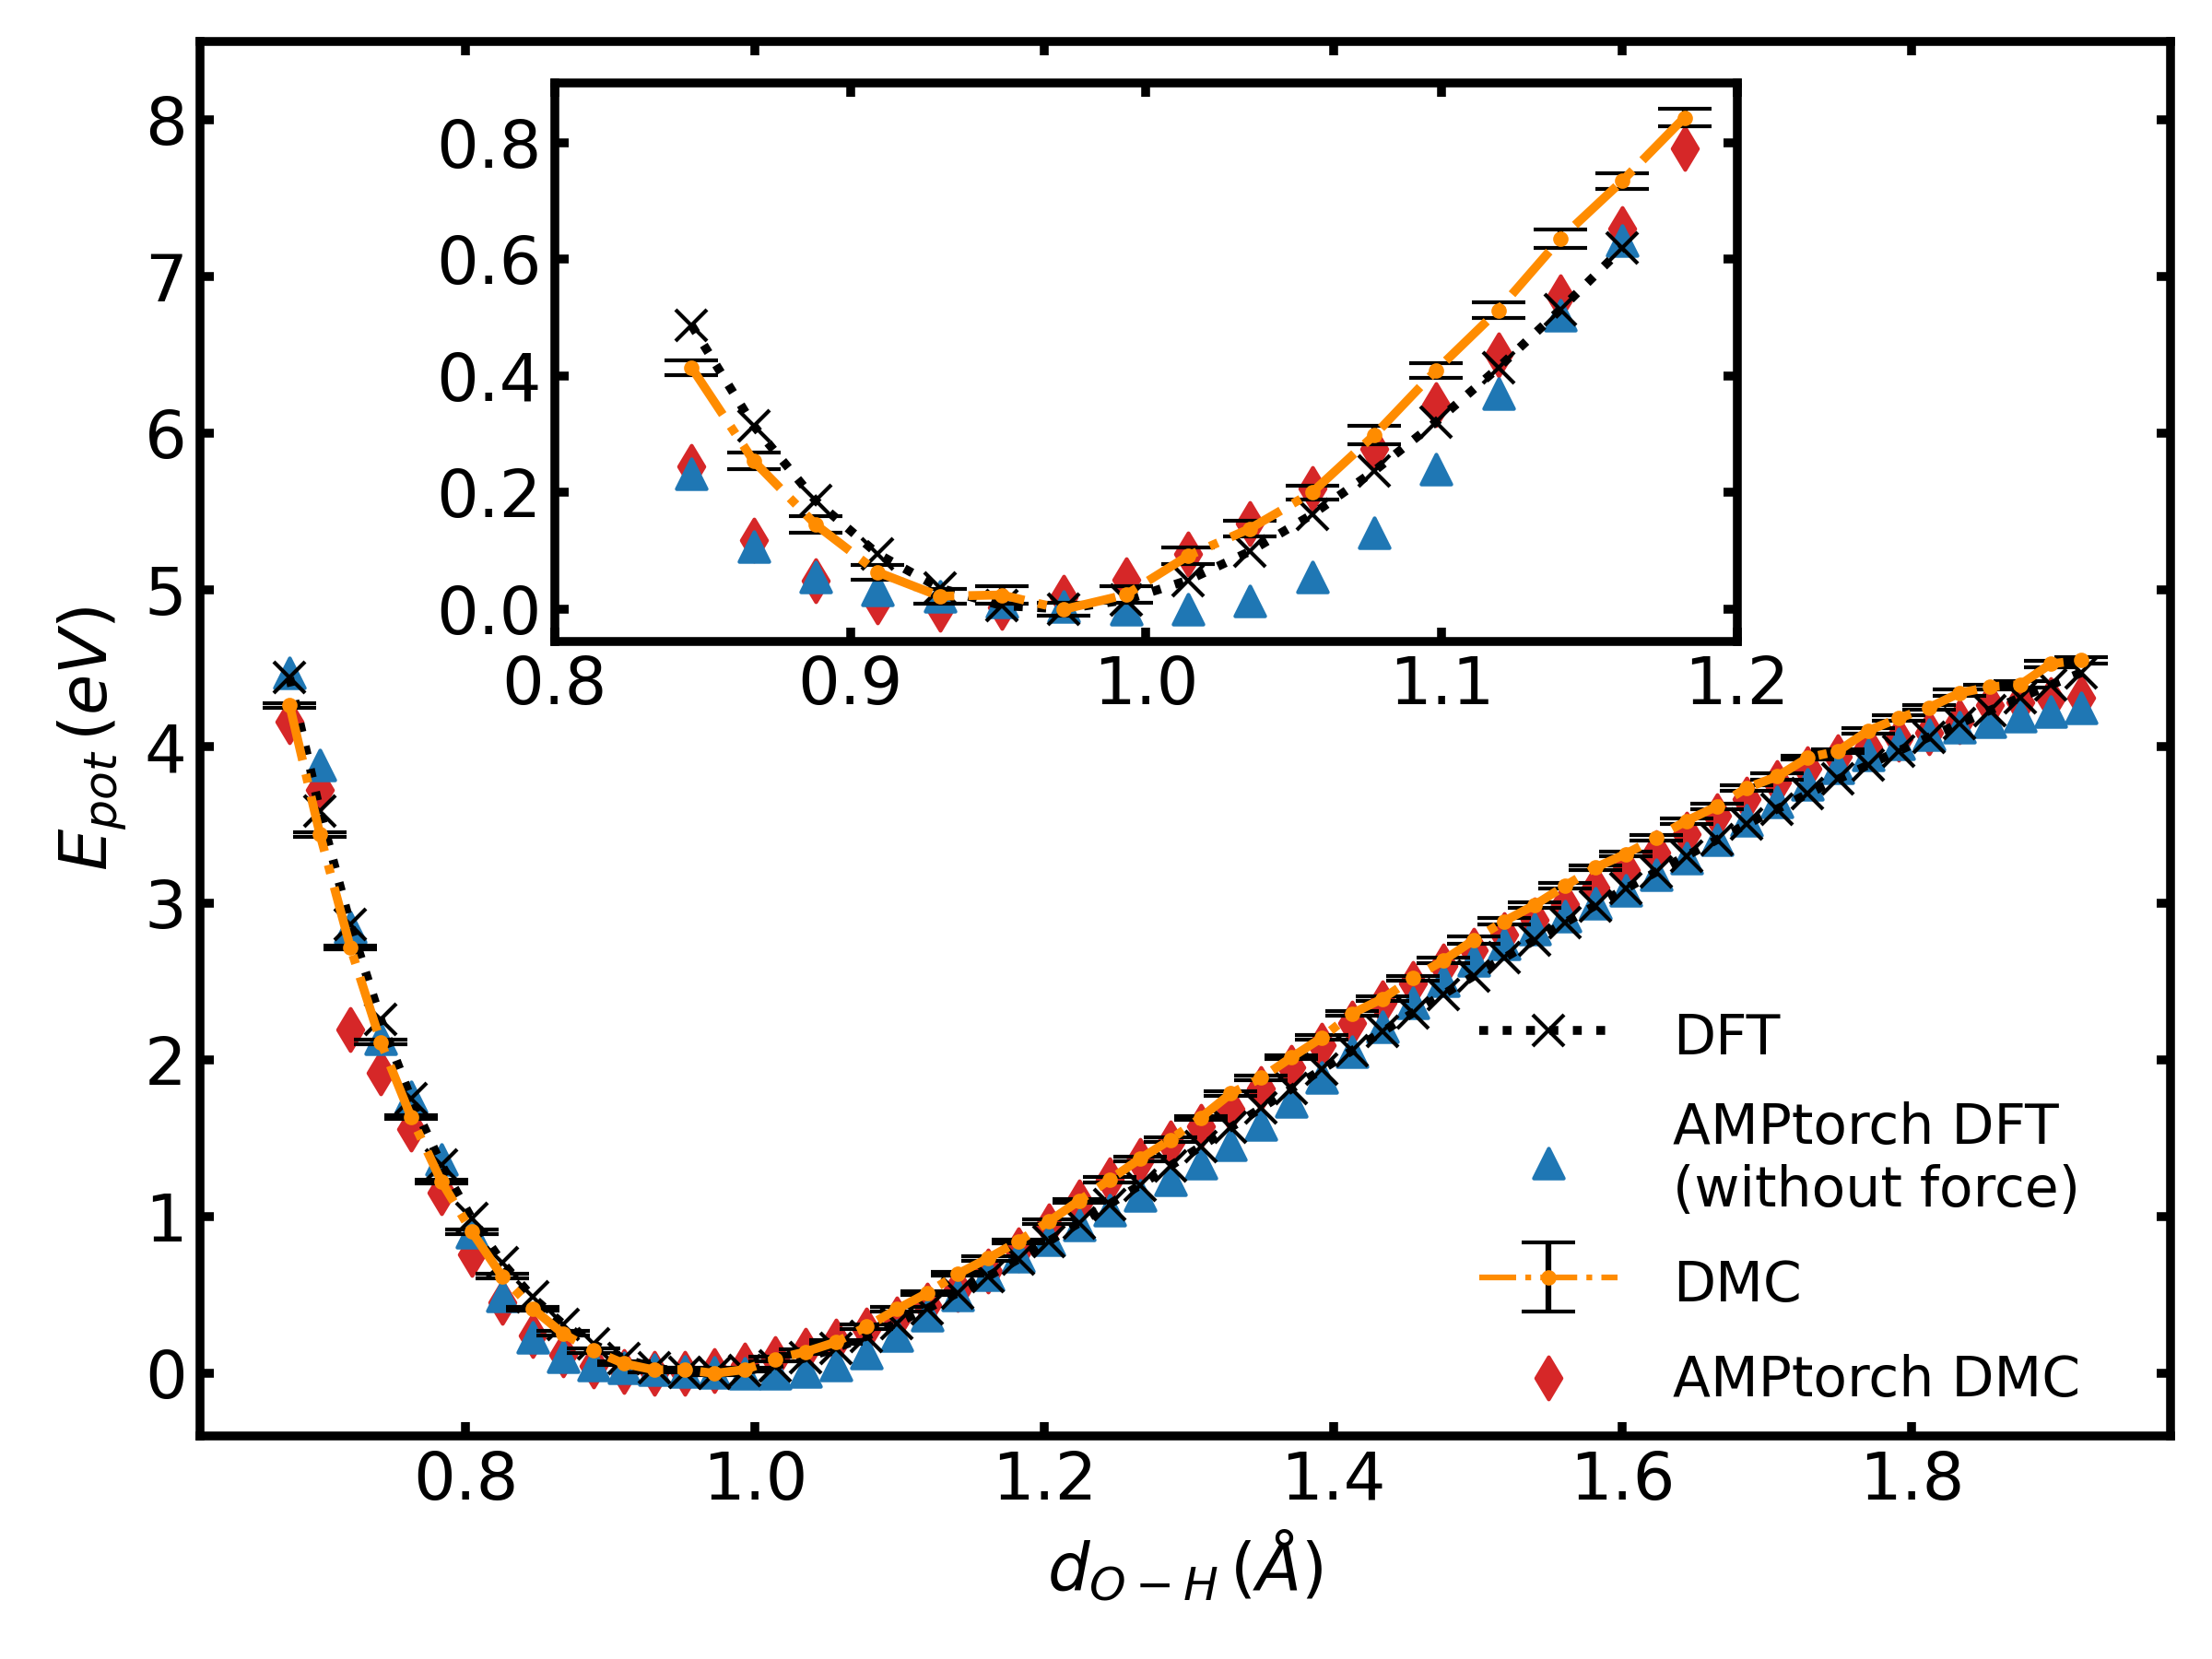 8
7
6
5
4
3
2
1
0
E_pot (eV)
0.8
0.6
0.4
0.2
0.0
0.8 0.9 1.0 1.1 1.2
DFT
AMPtorch DFT
(without force)
DMC
AMPtorch DMC
0.8 1.0 1.2 1.4 1.6 1.8
d_{O−H} (Å)